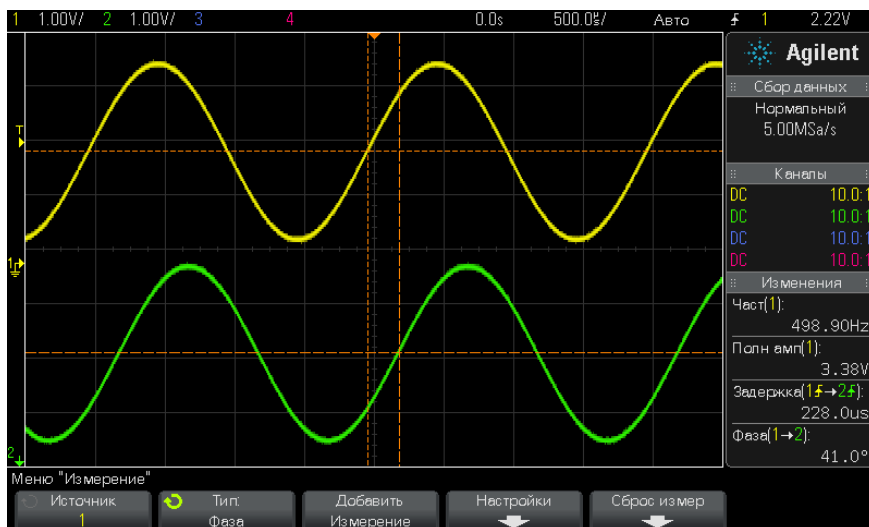 1 1.00V/ 2 1.00V/ 3 4 0.0s 500.0㎲/ Авто 1 2.22V
Agilent
Сбор данных
Нормальный
5.00MSa/s
Каналы
DC 10.0:1
DC 10.0:1
DC 10.0:1
DC 10.0:1
Изменения
Част(1):
498.90Hz
Полн амп(1):
3.38V
Задержка(1→2):
228.0us
Фаза(1→2):
41.0°
T
1
2
Меню "Измерение"
Источник
1
Тип:
Фаза
Добавить
Измерение
Настройки
Сброс измер